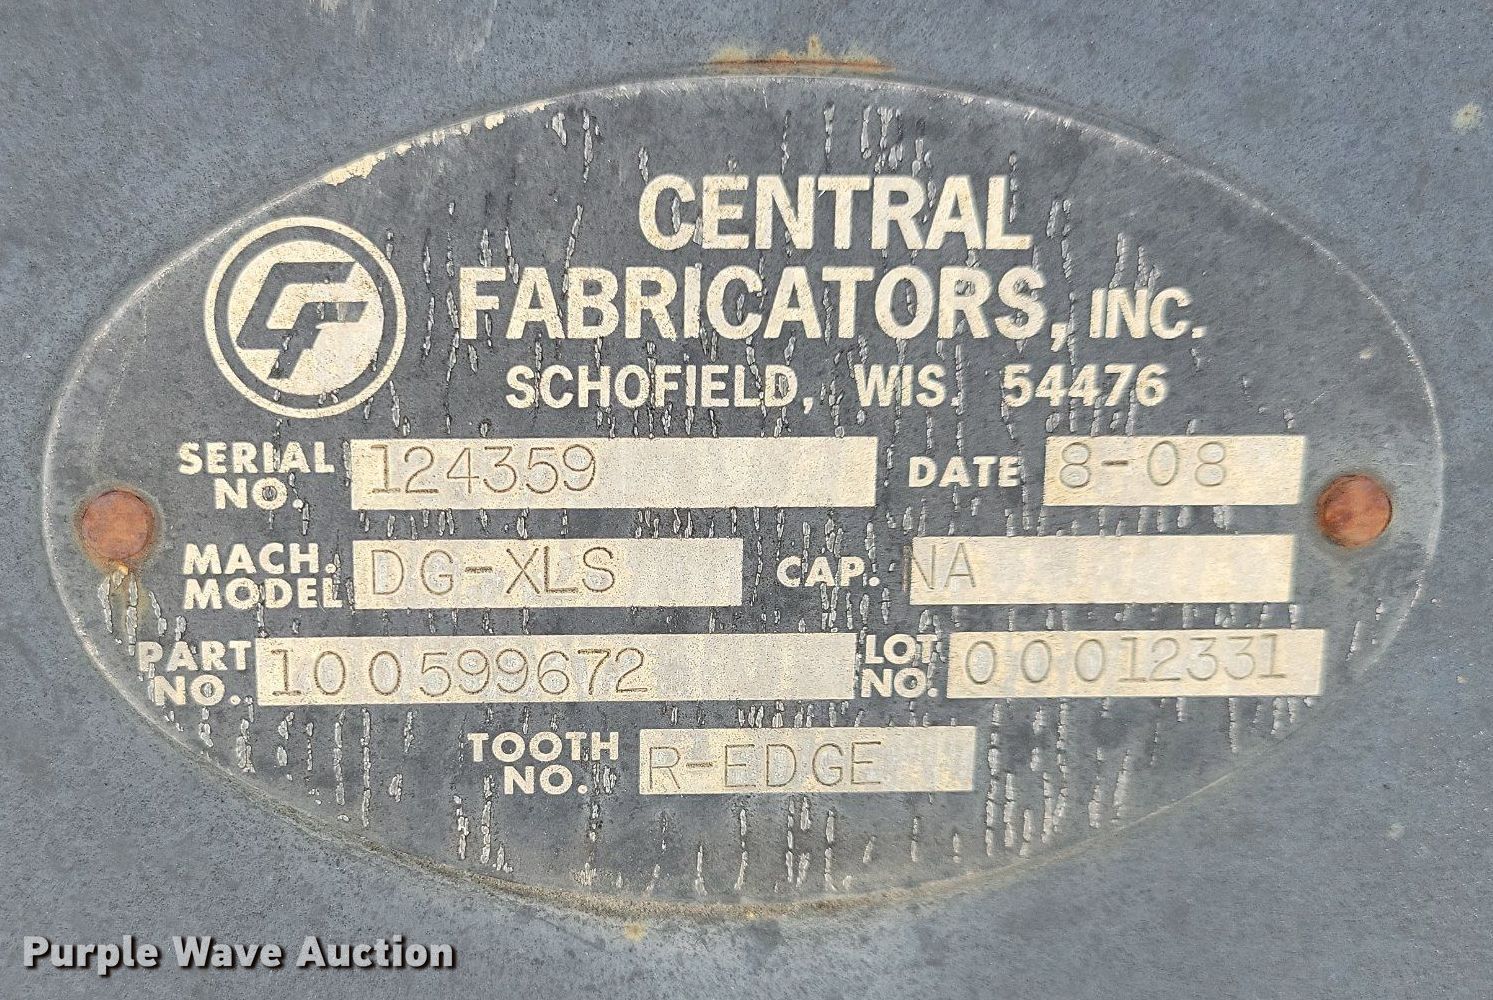 CENTRAL
FABRICATORS, INC.
SCHOFIELD, WIS. 54476
SERIAL NO. 124359 DATE 8-08
MACH. MODEL DG-XLS CAP. NA
PART NO. 100599672 LOT NO. 00012331
TOOTH NO. R-EDGE
Purple Wave Auction